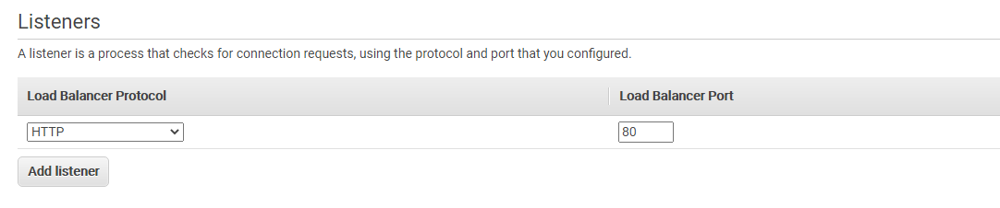 Listeners
A listener is a process that checks for connection requests, using the protocol and port that you configured.
Load Balancer Protocol Load Balancer Port
HTTP 80
Add listener